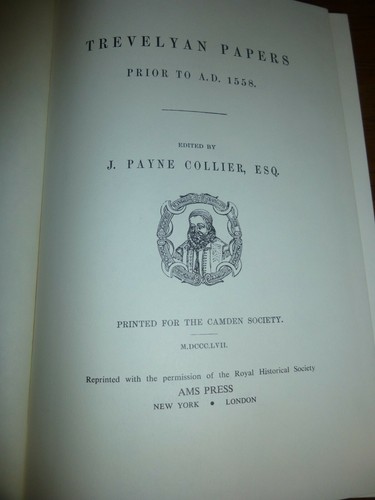 TREVELYAN PAPERS
PRIOR TO A.D. 1558.
EDITED BY
J. PAYNE COLLIER, ESQ.
PRINTED FOR THE CAMDEN SOCIETY.
M.DCCC.LVII.
Reprinted with the permission of the Royal Historical Society
AMS PRESS
NEW YORK • LONDON